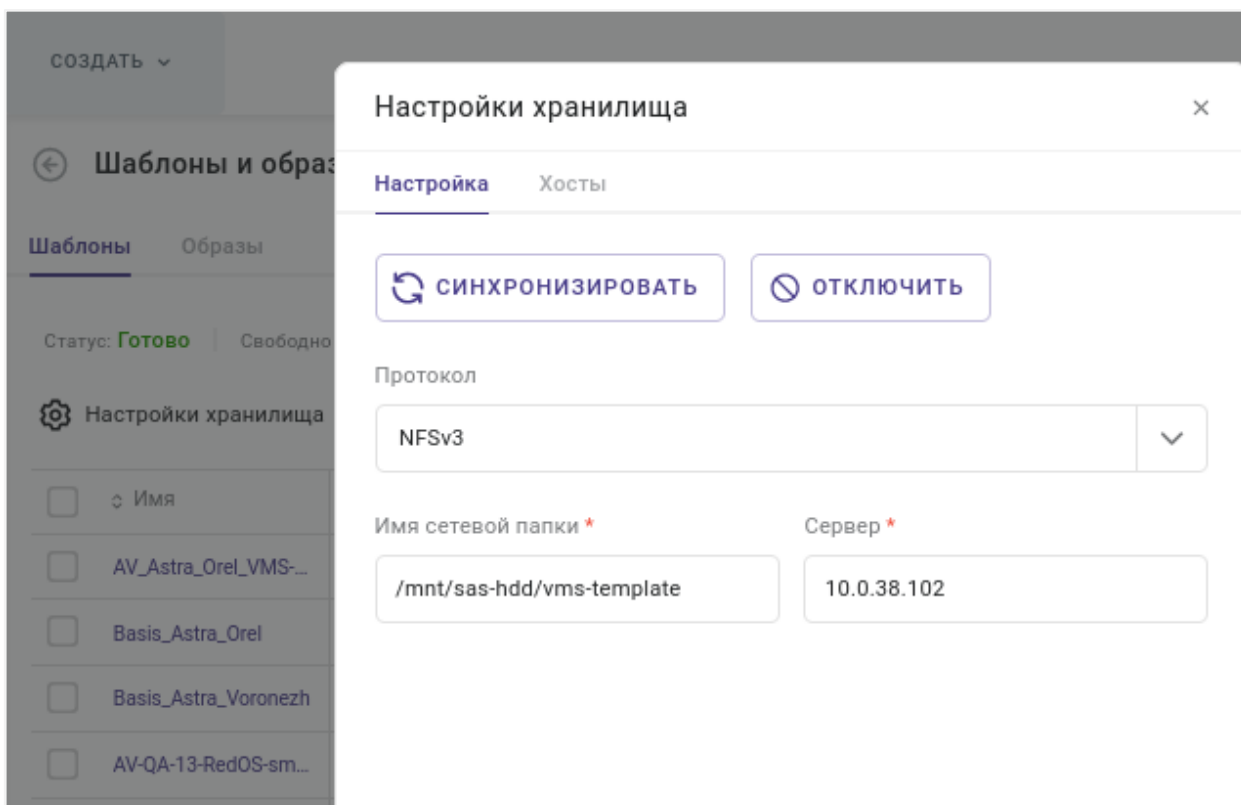 СОЗДАТЬ
Настройки хранилища
Шаблоны и образ
Настройка Хосты
Шаблоны Образы
СИНХРОНИЗИРОВАТЬ ОТКЛЮЧИТЬ
Статус: Готово Свободно
Протокол
Настройки хранилища
NFSv3
Имя
Имя сетевой папки * Сервер *
AV_Astra_Orel_VMS-...
/mnt/sas-hdd/vms-template 10.0.38.102
Basis_Astra_Orel
Basis_Astra_Voronezh
AV-QA-13-RedOS-sm...